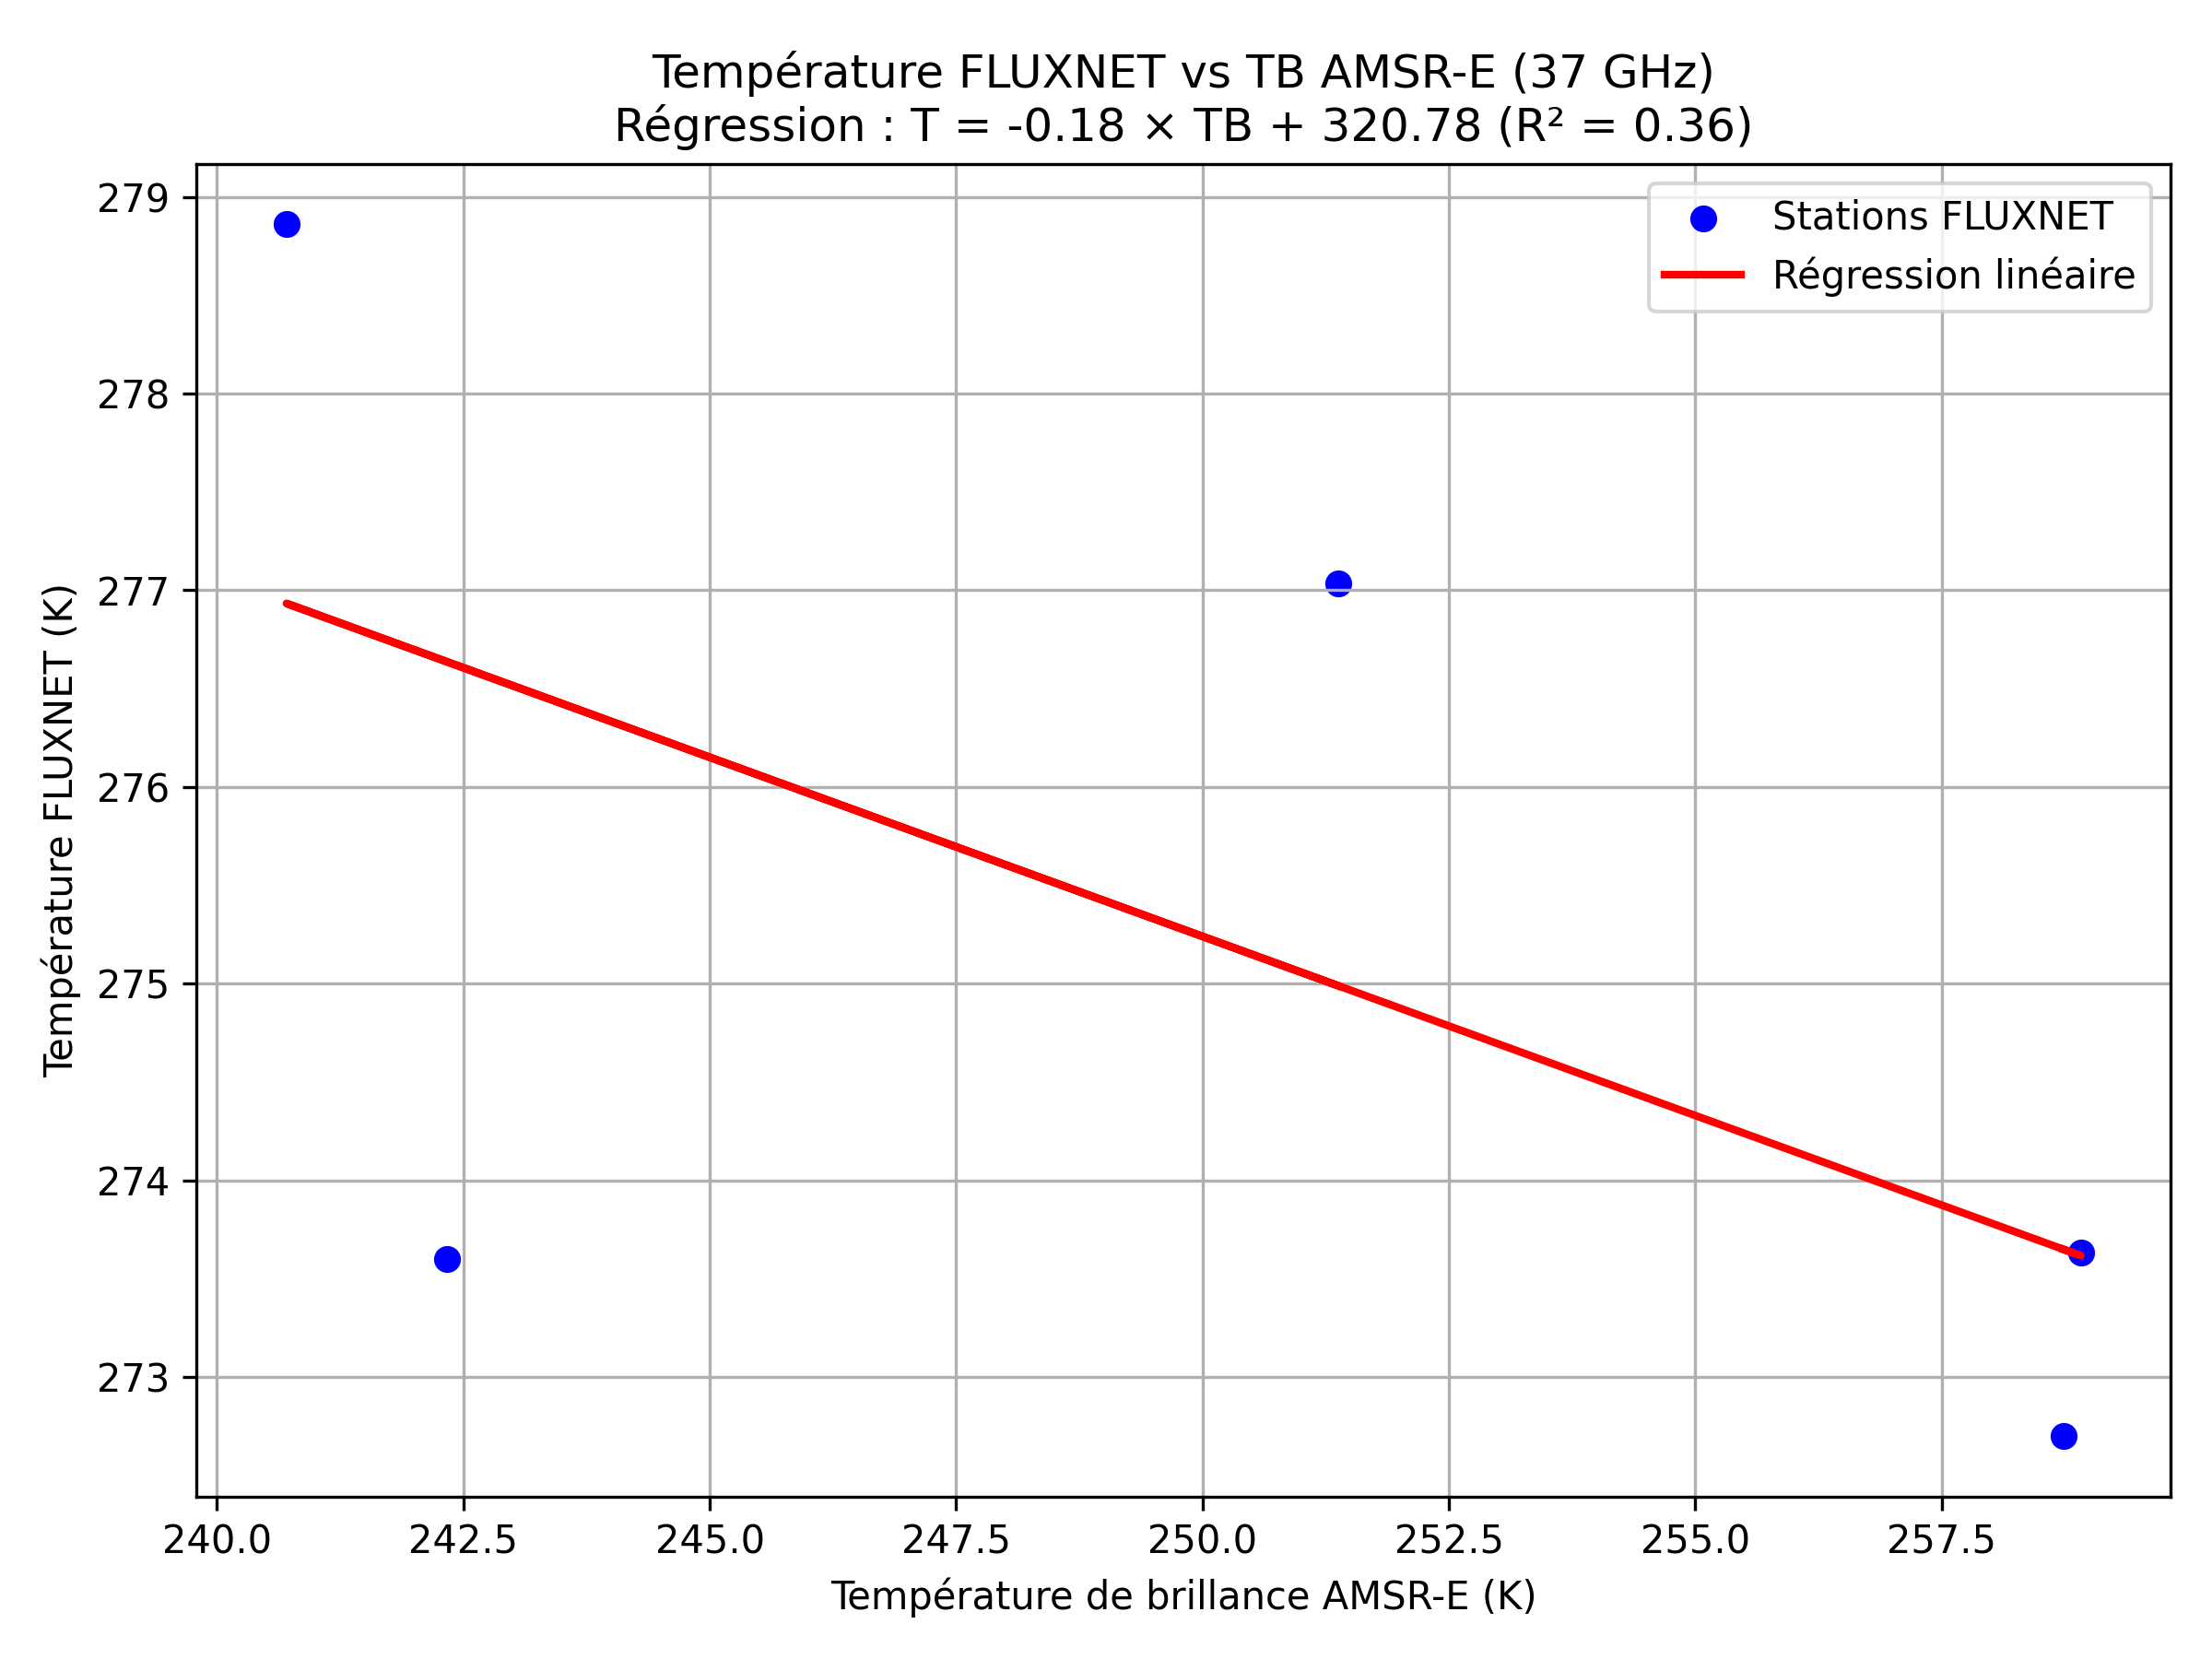 Température FLUXNET vs TB AMSR-E (37 GHz)
Régression : T = -0.18 × TB + 320.78 (R² = 0.36)
Stations FLUXNET
Régression linéaire
Température FLUXNET (K)
279
278
277
276
275
274
273
240.0 242.5 245.0 247.5 250.0 252.5 255.0 257.5
Température de brillance AMSR-E (K)